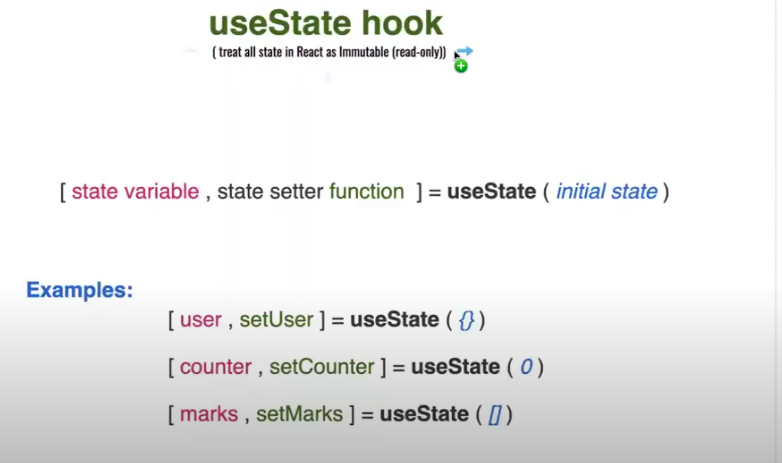 useState hook
( treat all state in React as Immutable (read-only))
[ state variable , state setter function ] = useState ( initial state )
Examples:
[ user , setUser ] = useState ( {} )
[ counter , setCounter ] = useState ( 0 )
[ marks , setMarks ] = useState ( [] )